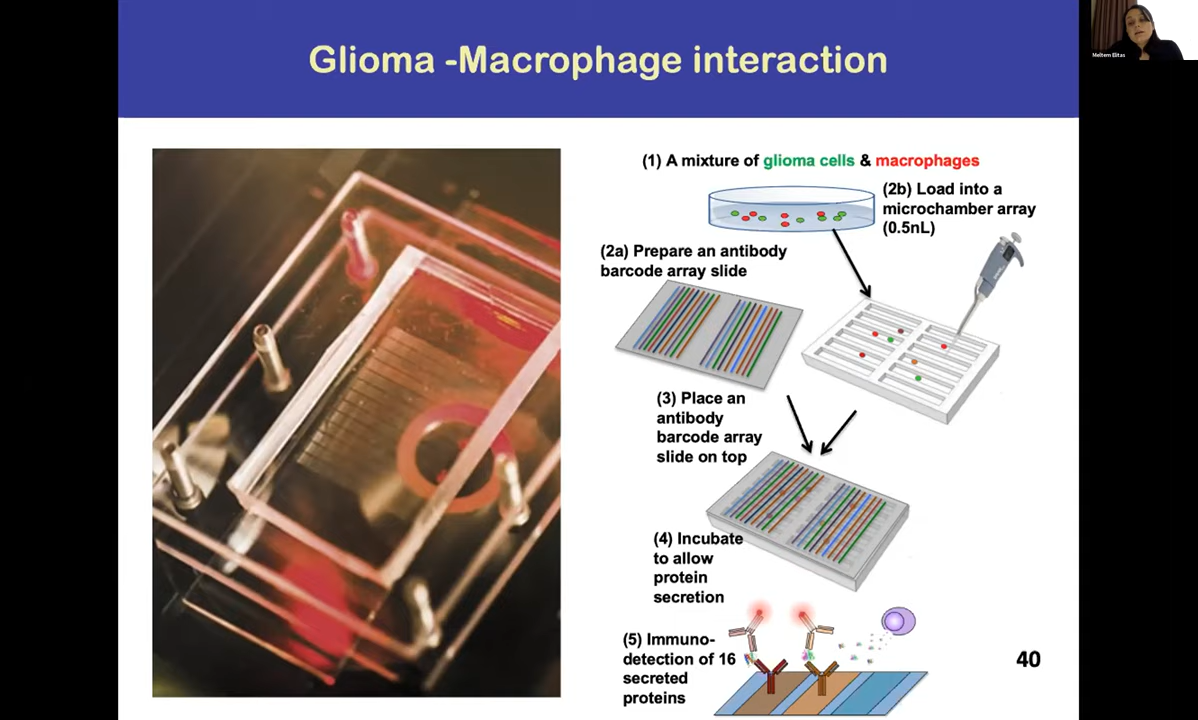 Glioma -Macrophage interaction
Meltem Elitas
(1) A mixture of glioma cells & macrophages
(2b) Load into a
microchamber array
(0.5nL)
(2a) Prepare an antibody
barcode array slide
(3) Place an
antibody
barcode array
slide on top
(4) Incubate
to allow
protein
secretion
(5) Immuno-
detection of 16
secreted
proteins
40